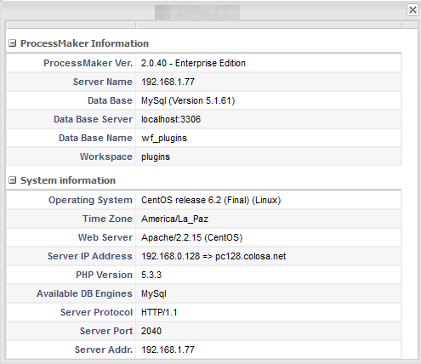 ProcessMaker Information
ProcessMaker Ver. 2.0.40 - Enterprise Edition
Server Name 192.168.1.77
Data Base MySql (Version 5.1.61)
Data Base Server localhost:3306
Data Base Name wf_plugins
Workspace plugins
System information
Operating System CentOS release 6.2 (Final) (Linux)
Time Zone America/La_Paz
Web Server Apache/2.2.15 (CentOS)
Server IP Address 192.168.0.128 => pc128.colosa.net
PHP Version 5.3.3
Available DB Engines MySql
Server Protocol HTTP/1.1
Server Port 2040
Server Addr. 192.168.1.77